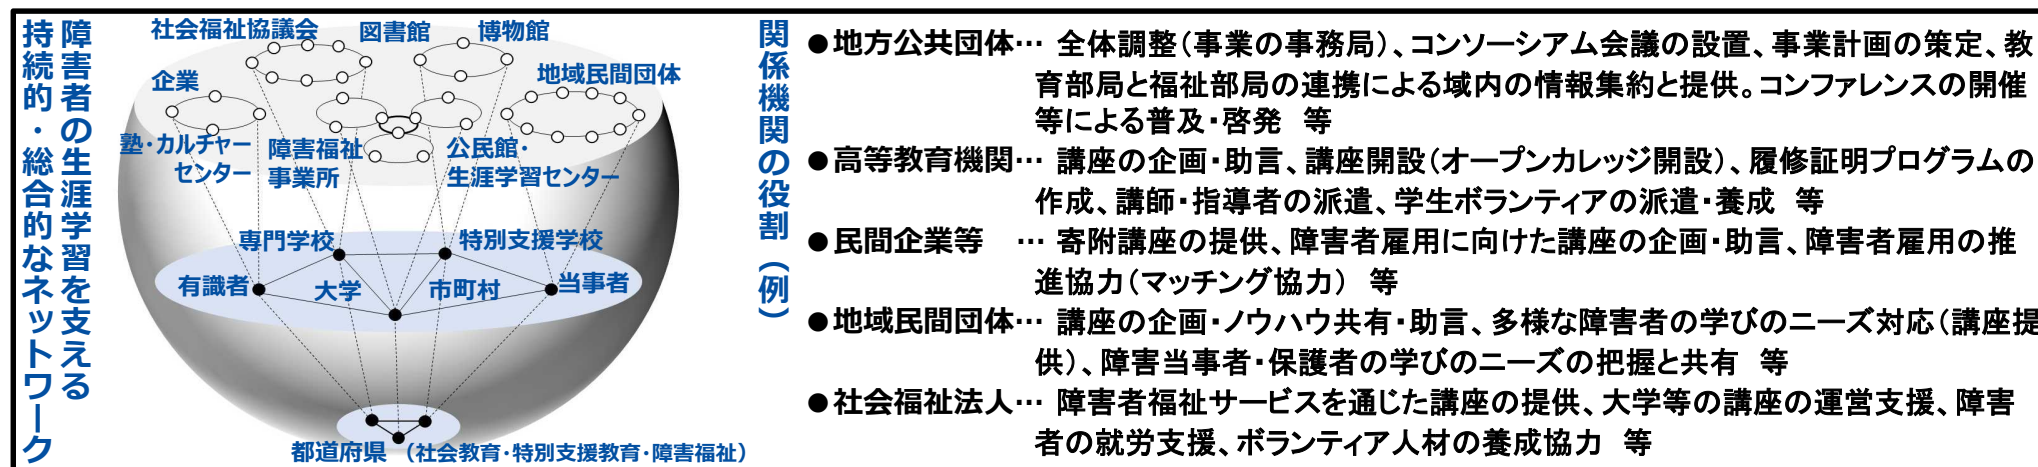 障害者の生涯学習を支える
持続的・総合的なネットワーク
社会福祉協議会
図書館
博物館
企業
地域民間団体
塾・カルチャー
センター
障害福祉
事業所
公民館・
生涯学習センター
専門学校
特別支援学校
有識者
大学
市町村
当事者
都道府県 （社会教育・特別支援教育・障害福祉）
関係機関の役割（例）
●地方公共団体… 全体調整（事業の事務局）、コンソーシアム会議の設置、事業計画の策定、教
育部局と福祉部局の連携による域内の情報集約と提供。コンファレンスの開催
等による普及・啓発 等
●高等教育機関… 講座の企画・助言、講座開設（オープンカレッジ開設）、履修証明プログラムの
作成、講師・指導者の派遣、学生ボランティアの派遣・養成 等
●民間企業等 … 寄附講座の提供、障害者雇用に向けた講座の企画・助言、障害者雇用の推
進協力（マッチング協力） 等
●地域民間団体… 講座の企画・ノウハウ共有・助言、多様な障害者の学びのニーズ対応（講座提
供）、障害当事者・保護者の学びのニーズの把握と共有 等
●社会福祉法人… 障害者福祉サービスを通じた講座の提供、大学等の講座の運営支援、障害
者の就労支援、ボランティア人材の養成協力 等